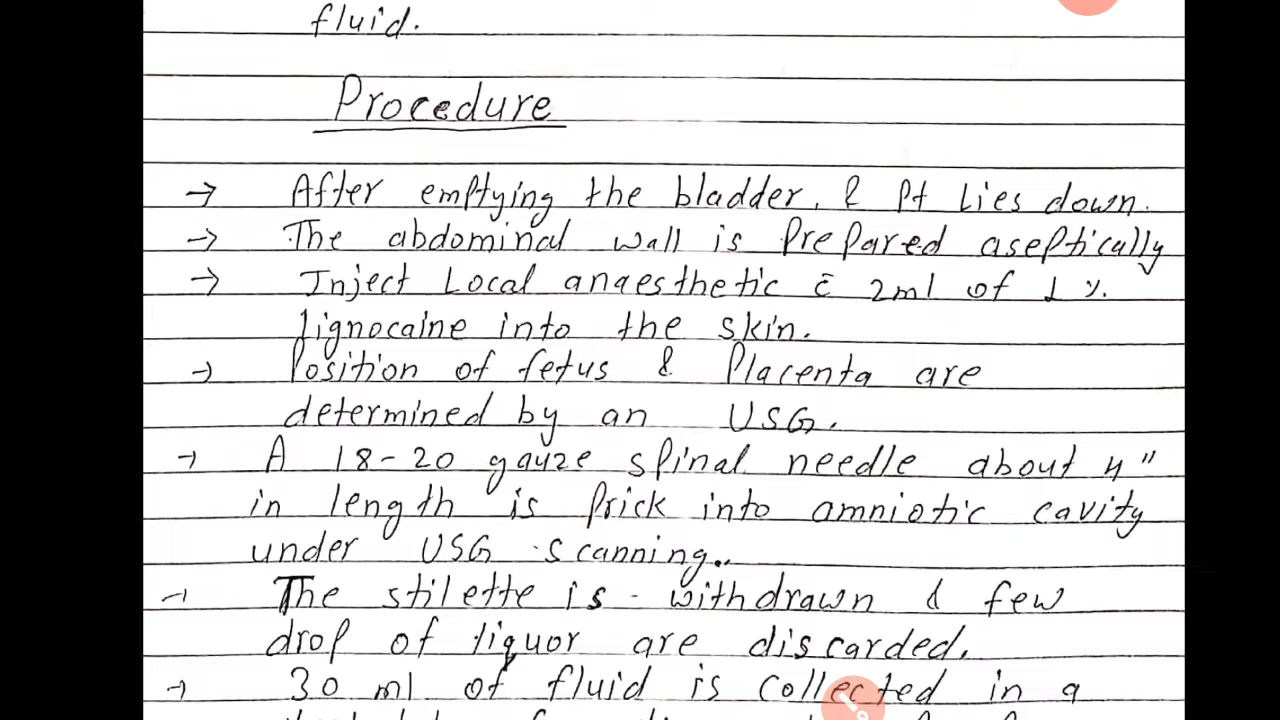 fluid.
Procedure
→ After emptying the bladder, & Pt Lies down.
→ The abdominal wall is Prepared aseptically
→ Inject Local anaesthetic c̄ 2ml of 1%
lignocaine into the skin.
→ Position of fetus & Placenta are
determined by an USG.
→ A 18-20 gauze spinal needle about 4"
in length is Prick into amniotic cavity
under USG scanning..
→ The stilette is withdrawn & few
drop of liquor are discarded.
→ 30 ml of fluid is collected in a